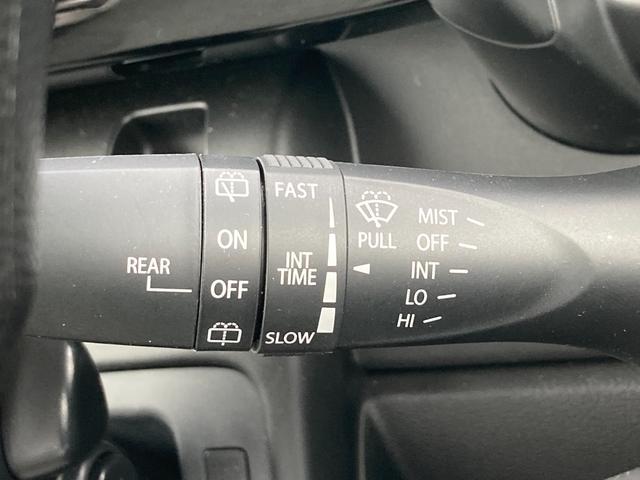 REAR
ON
OFF
FAST
INT
TIME
SLOW
PULL
MIST
OFF
INT
LO
HI